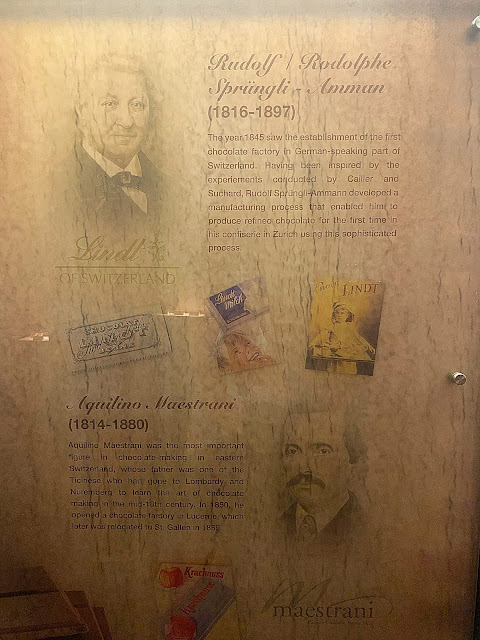 Rudolf / Rodolphe
Sprüngli - Amman
(1816-1897)
The year 1845 saw the establishment of the first
chocolate factory in German-speaking part of
Switzerland. Having been inspired by the
experiements conducted by Cailler and
Suchard, Rudolf Sprüngli-Ammann developed a
manufacturing process that enabled him to
produce refined chocolate for the first time in
his confiserie in Zurich using this sophisticated
process.
Lindt
OF SWITZERLAND
CHOCOLAT
Lindt
Milch
LINDT
Aquilino Maestrani
(1814-1880)
Aquilino Maestrani was the most important
figure in chocolate-making in eastern
Switzerland, whose father was one of the
Ticinese who had gone to Lombardy and
Nuremberg to learn the art of chocolate
making in the mid-18th century. In 1850, he
opened a chocolate factory in Lucerne, which
later was relocated to St. Gallen in 1859.
Krachnuss
maestrani